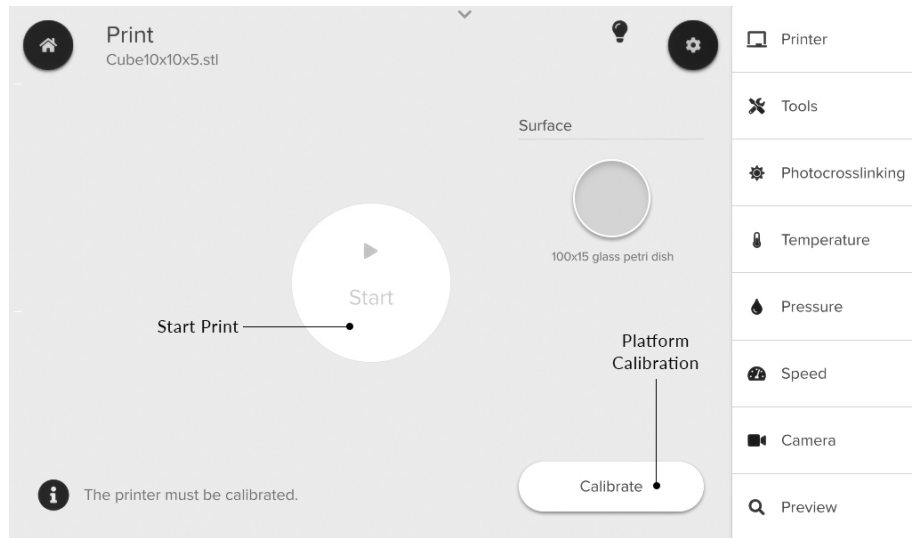 Print
Cube10x10x5.stl
Surface
100x15 glass petri dish
Start
Start Print
Platform
Calibration
Calibrate
The printer must be calibrated.
Printer
Tools
Photocrosslinking
Temperature
Pressure
Speed
Camera
Preview